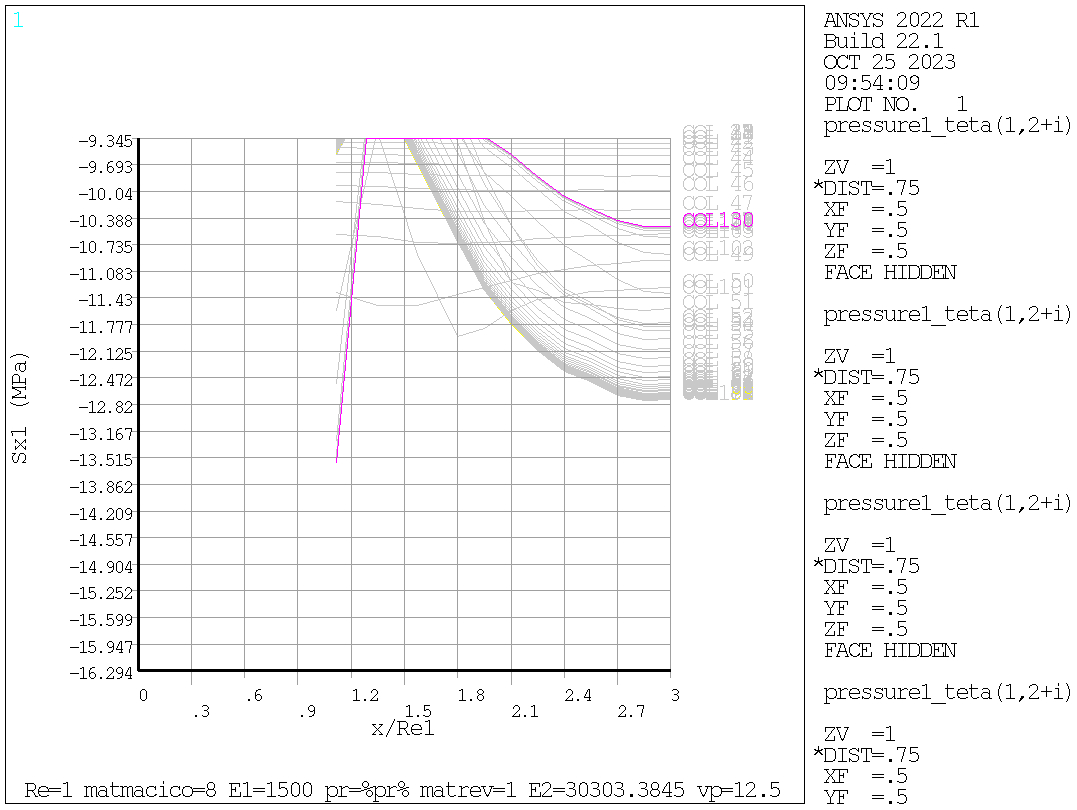 1
ANSYS 2022 R1
Build 22.1
OCT 25 2023
09:54:09
PLOT NO.   1
pressure1_teta(1,2+i)
ZV  =1
*DIST=.75
XF  =.5
YF  =.5
ZF  =.5
FACE HIDDEN
pressure1_teta(1,2+i)
ZV  =1
*DIST=.75
XF  =.5
YF  =.5
ZF  =.5
FACE HIDDEN
pressure1_teta(1,2+i)
ZV  =1
*DIST=.75
XF  =.5
YF  =.5
ZF  =.5
FACE HIDDEN
pressure1_teta(1,2+i)
ZV  =1
*DIST=.75
XF  =.5
YF  =.5
Sx1 (MPa)
-9.345
-9.693
-10.04
-10.388
-10.735
-11.083
-11.43
-11.777
-12.125
-12.472
-12.82
-13.167
-13.515
-13.862
-14.209
-14.557
-14.904
-15.252
-15.599
-15.947
-16.294
COL 44
COL 45
COL 46
COL 47
COL130
COL 49
COL 50
COL 51
0
.3
.6
.9
1.2
1.5
1.8
2.1
2.4
2.7
3
x/Re1
Re=1 matmacico=8 E1=1500 pr=%pr% matrev=1 E2=30303.3845 vp=12.5